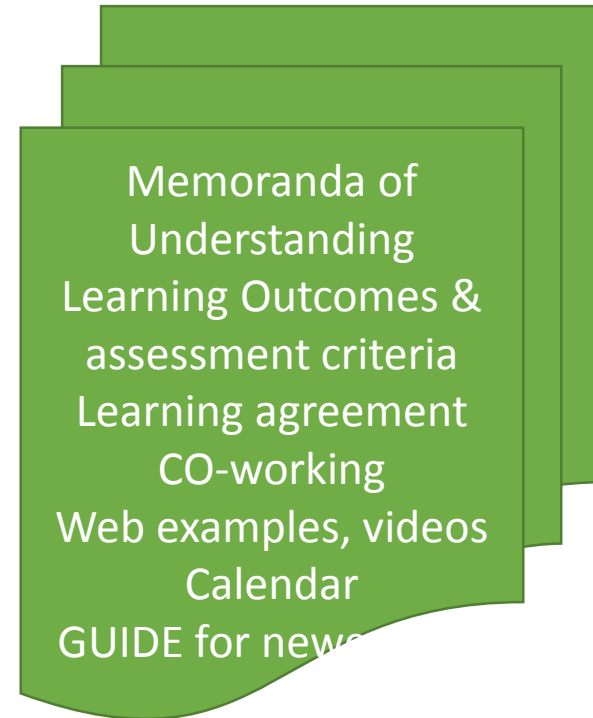 Memoranda of
Understanding
Learning Outcomes &
assessment criteria
Learning agreement
CO-working
Web examples, videos
Calendar
GUIDE for